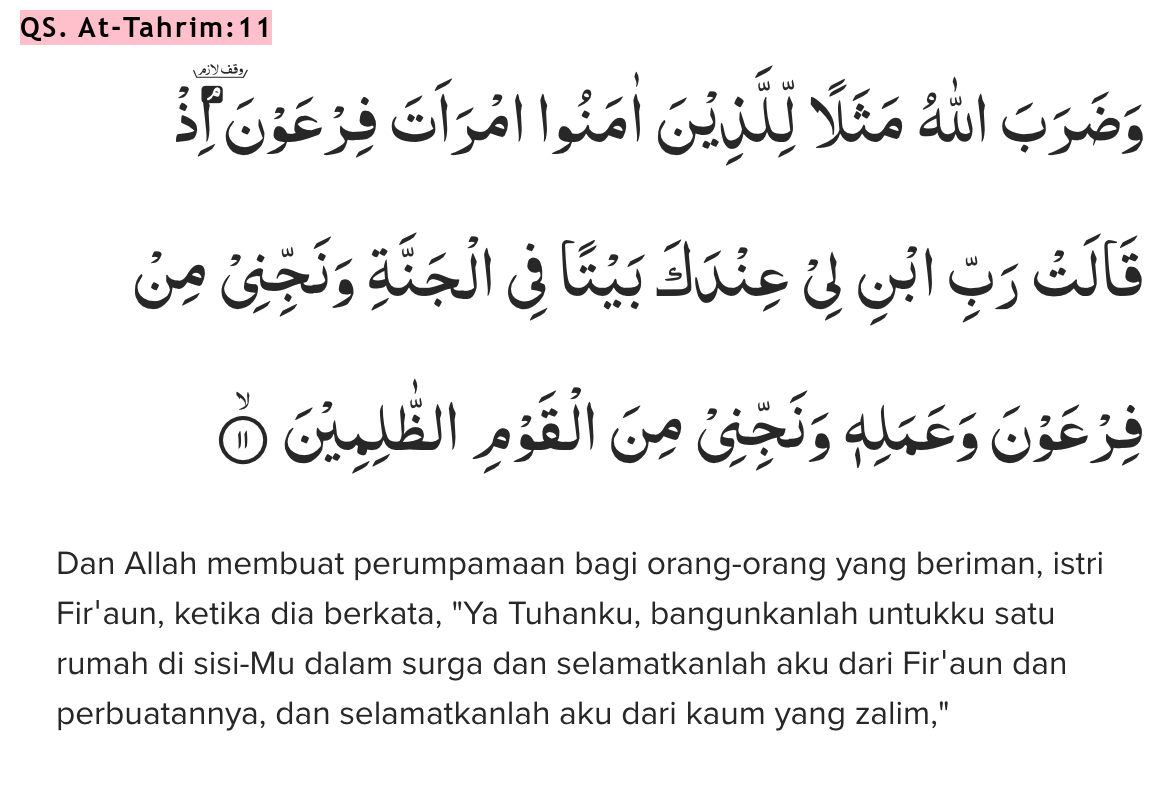 QS. At-Tahrim:11
وَضَرَبَ اللّٰهُ مَثَلًا لِّلَّذِيْنَ اٰمَنُوا امْرَاَتَ فِرْعَوْنَۘ اِذْ
قَالَتْ رَبِّ ابْنِ لِيْ عِنْدَكَ بَيْتًا فِى الْجَنَّةِ وَنَجِّنِيْ مِنْ
فِرْعَوْنَ وَعَمَلِهٖ وَنَجِّنِيْ مِنَ الْقَوْمِ الظّٰلِمِيْنَۙ ١١
Dan Allah membuat perumpamaan bagi orang-orang yang beriman, istri
Fir'aun, ketika dia berkata, "Ya Tuhanku, bangunkanlah untukku satu
rumah di sisi-Mu dalam surga dan selamatkanlah aku dari Fir'aun dan
perbuatannya, dan selamatkanlah aku dari kaum yang zalim,"